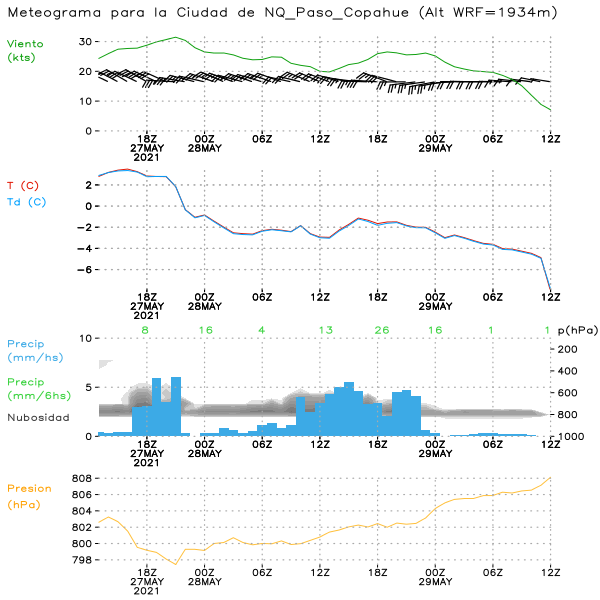 Meteograma para la Ciudad de NQ_Paso_Copahue (Alt WRF=1934m)
Viento
(kts)
30
20
10
0
18Z 00Z 06Z 12Z 18Z 00Z 06Z 12Z
27MAY 28MAY 29MAY
2021
T (C)
Td (C)
2
0
-2
-4
-6
18Z 00Z 06Z 12Z 18Z 00Z 06Z 12Z
27MAY 28MAY 29MAY
2021
8 16 4 13 26 16 1 1 p(hPa)
Precip
(mm/hs)
Precip
(mm/6hs)
Nubosidad
10
5
0
200
400
600
800
1000
18Z 00Z 06Z 12Z 18Z 00Z 06Z 12Z
27MAY 28MAY 29MAY
2021
Presion
(hPa)
808
806
804
802
800
798
18Z 00Z 06Z 12Z 18Z 00Z 06Z 12Z
27MAY 28MAY 29MAY
2021